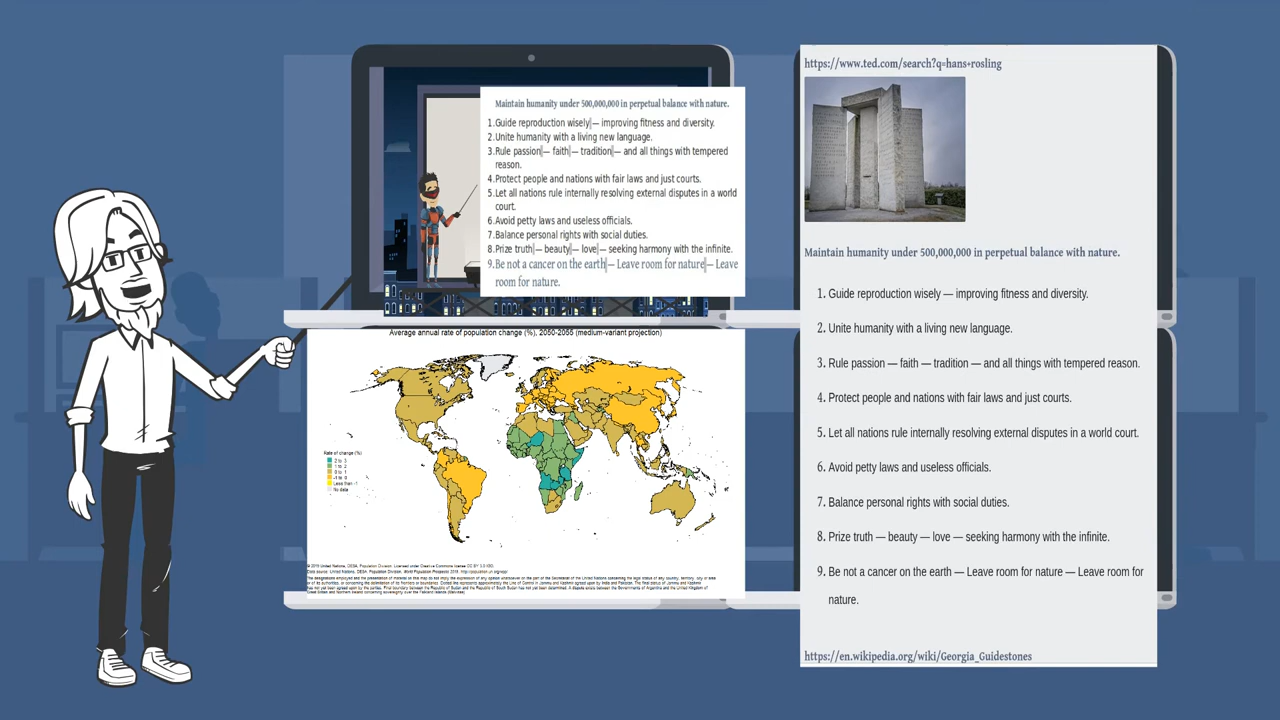 Maintain humanity under 500,000,000 in perpetual balance with nature.
1.Guide reproduction wisely — improving fitness and diversity.
2.Unite humanity with a living new language.
3.Rule passion — faith — tradition — and all things with tempered
reason.
4.Protect people and nations with fair laws and just courts.
5.Let all nations rule internally resolving external disputes in a world
court.
6.Avoid petty laws and useless officials.
7.Balance personal rights with social duties.
8.Prize truth — beauty — love — seeking harmony with the infinite.
9.Be not a cancer on the earth — Leave room for nature — Leave
room for nature.
Average annual rate of population change (%), 2050-2055 (medium-variant projection)
Rate of change (%)
2 to 3
1 to 2
0 to 1
-1 to 0
Less than -1
No data
https://www.ted.com/search?q=hans+rosling
Maintain humanity under 500,000,000 in perpetual balance with nature.
1. Guide reproduction wisely — improving fitness and diversity.
2. Unite humanity with a living new language.
3. Rule passion — faith — tradition — and all things with tempered reason.
4. Protect people and nations with fair laws and just courts.
5. Let all nations rule internally resolving external disputes in a world court.
6. Avoid petty laws and useless officials.
7. Balance personal rights with social duties.
8. Prize truth — beauty — love — seeking harmony with the infinite.
9. Be not a cancer on the earth — Leave room for nature — Leave room for
nature.
https://en.wikipedia.org/wiki/Georgia_Guidestones